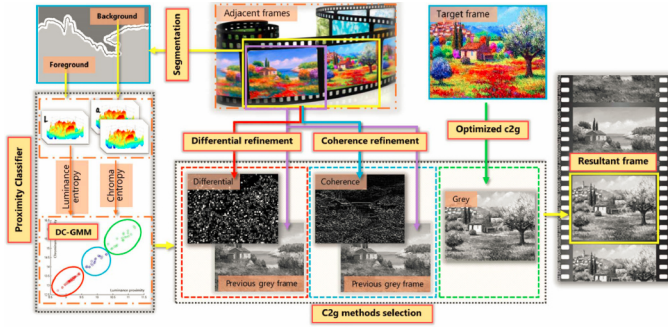 Background
Foreground
Segmentation
Adjacent frames
Target frame
Differential refinement
Coherence refinement
Optimized c2g
Resultant frame
Proximity Classifier
L
A
Luminance
entropy
Chroma
entropy
DC-GMM
Luminance proximity
Differential
Coherence
Grey
Previous grey frame
Previous grey frame
C2g methods selection